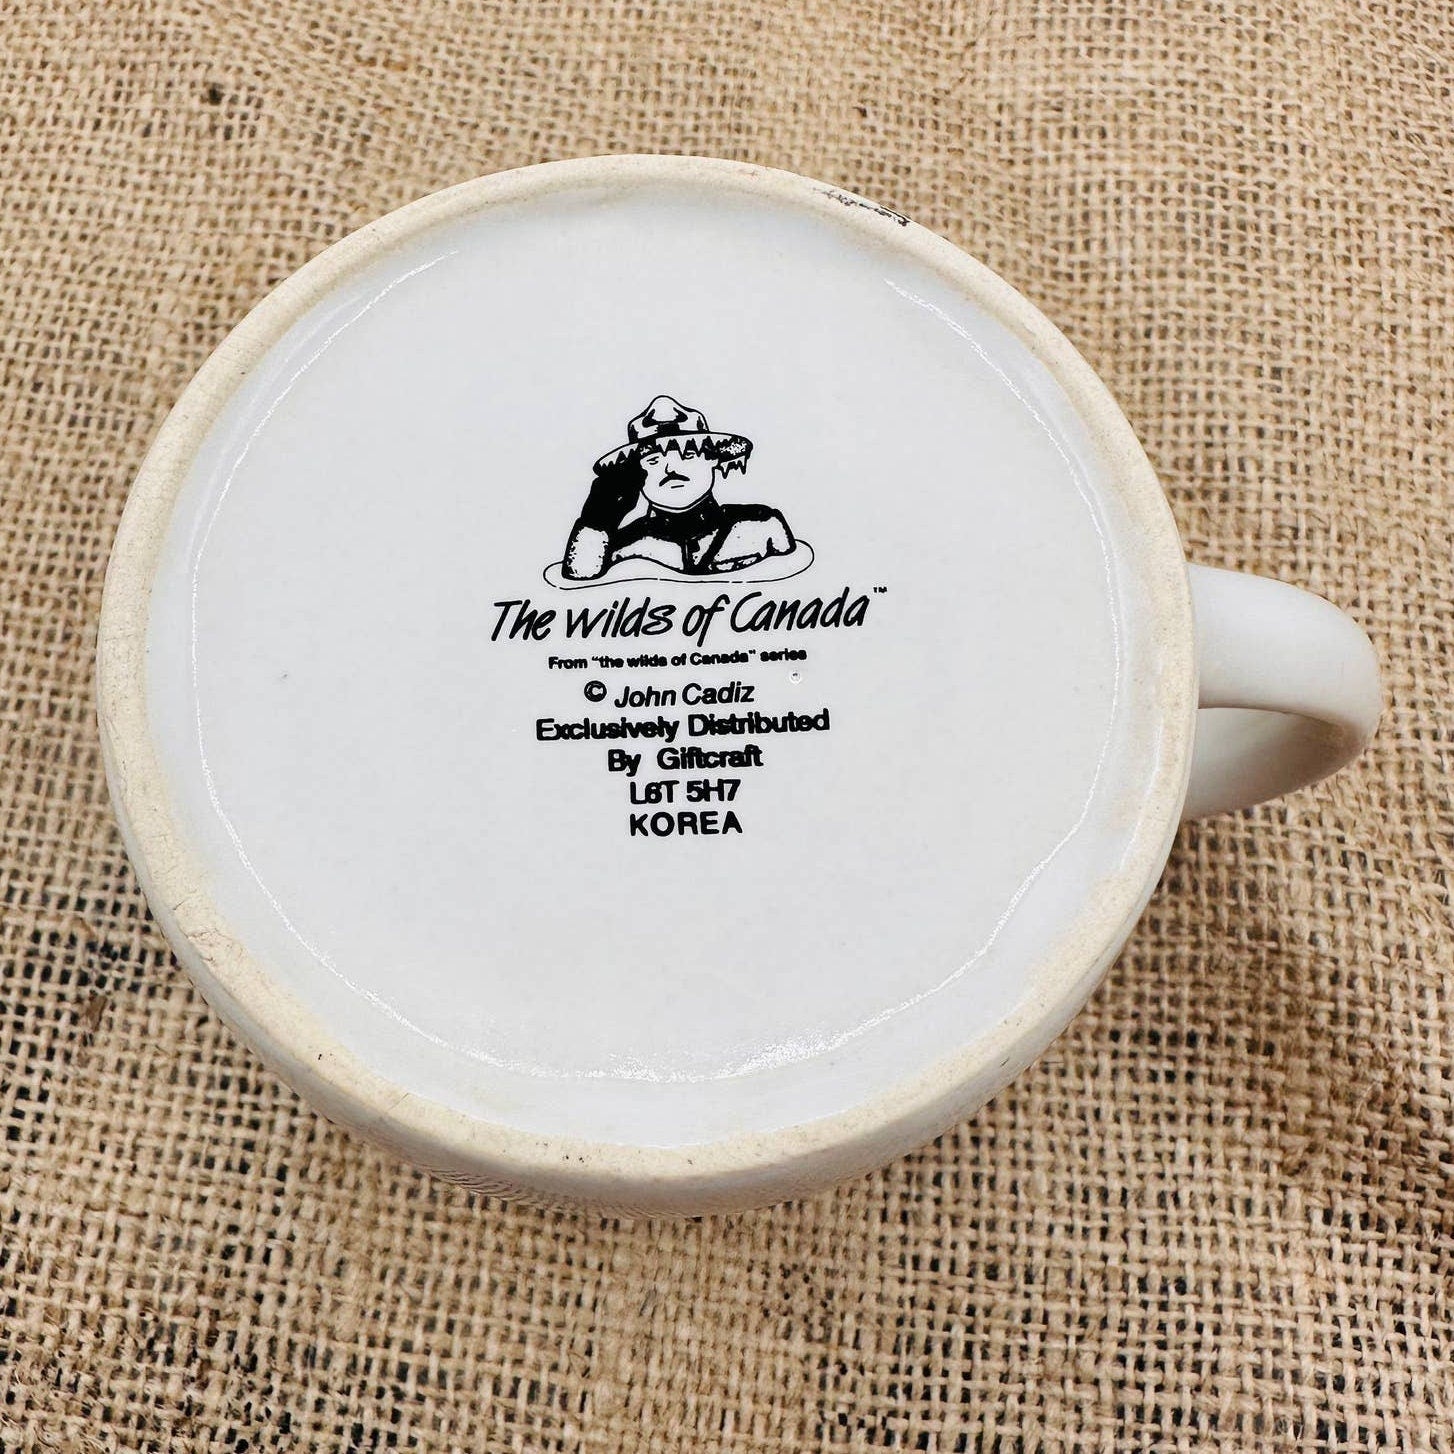 The wilds of Canada™
From "the wilds of Canada" series
© John Cadiz
Exclusively Distributed
By Giftcraft
L6T 5H7
KOREA